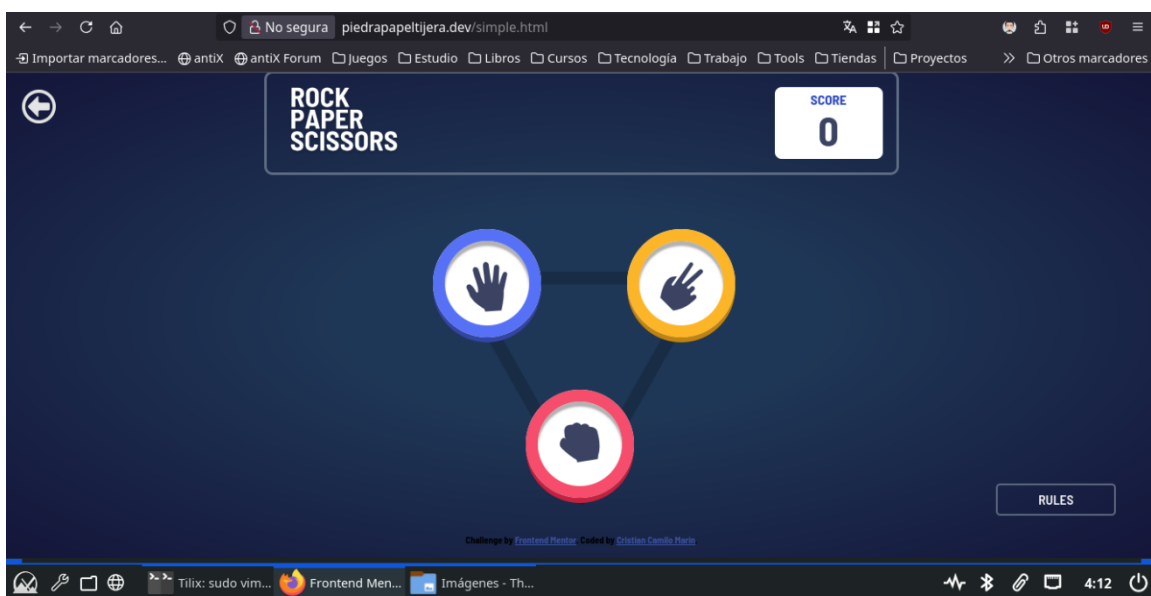 No segura piedrapapeltijera.dev/simple.html
Importar marcadores... antiX antiX Forum Juegos Estudio Libros Cursos Tecnología Trabajo Tools Tiendas Proyectos Otros marcadores
ROCK
PAPER
SCISSORS
SCORE
0
RULES
Challenge by Frontend Mentor. Coded by Cristian Camilo Marin.
Tilix: sudo vim... Frontend Men... Imágenes - Th... 4:12